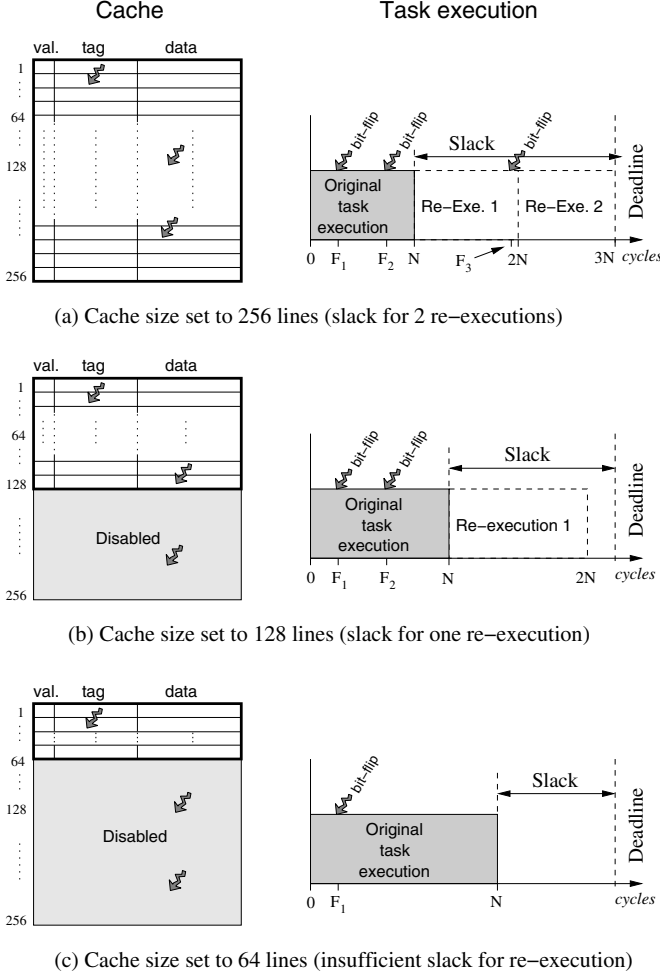 Cache
Task execution
val. tag data
1
64
128
256
bit-flip
bit-flip
Slack
bit-flip
Original
task
execution
Re-Exe. 1
Re-Exe. 2
Deadline
0 F1 F2 N F3 2N 3N cycles
(a) Cache size set to 256 lines (slack for 2 re-executions)
val. tag data
1
64
128
Disabled
256
bit-flip
bit-flip
Slack
Original
task
execution
Re-execution 1
Deadline
0 F1 F2 N 2N cycles
(b) Cache size set to 128 lines (slack for one re-execution)
val. tag data
1
64
128
Disabled
256
bit-flip
Slack
Original
task
execution
Deadline
0 F1 N cycles
(c) Cache size set to 64 lines (insufficient slack for re-execution)